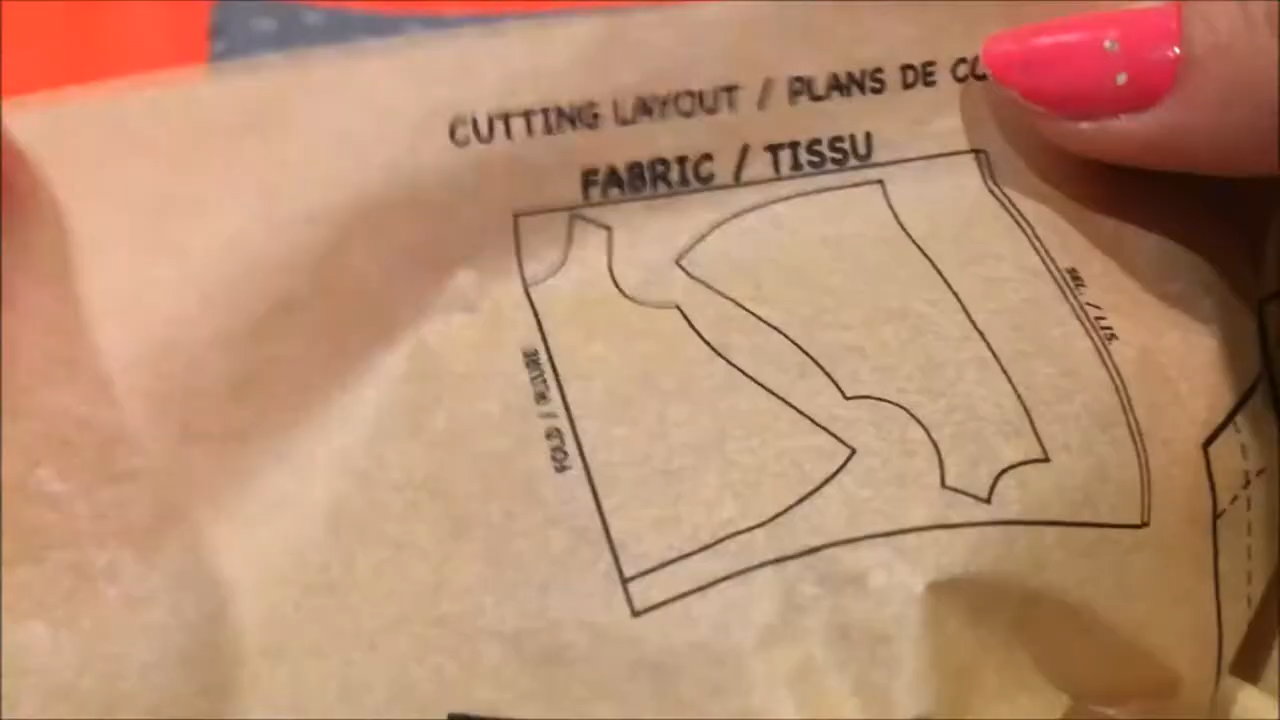 CUTTING LAYOUT / PLANS DE
FABRIC / TISSU
SEL. / LIS.
FOLD / PLIURE